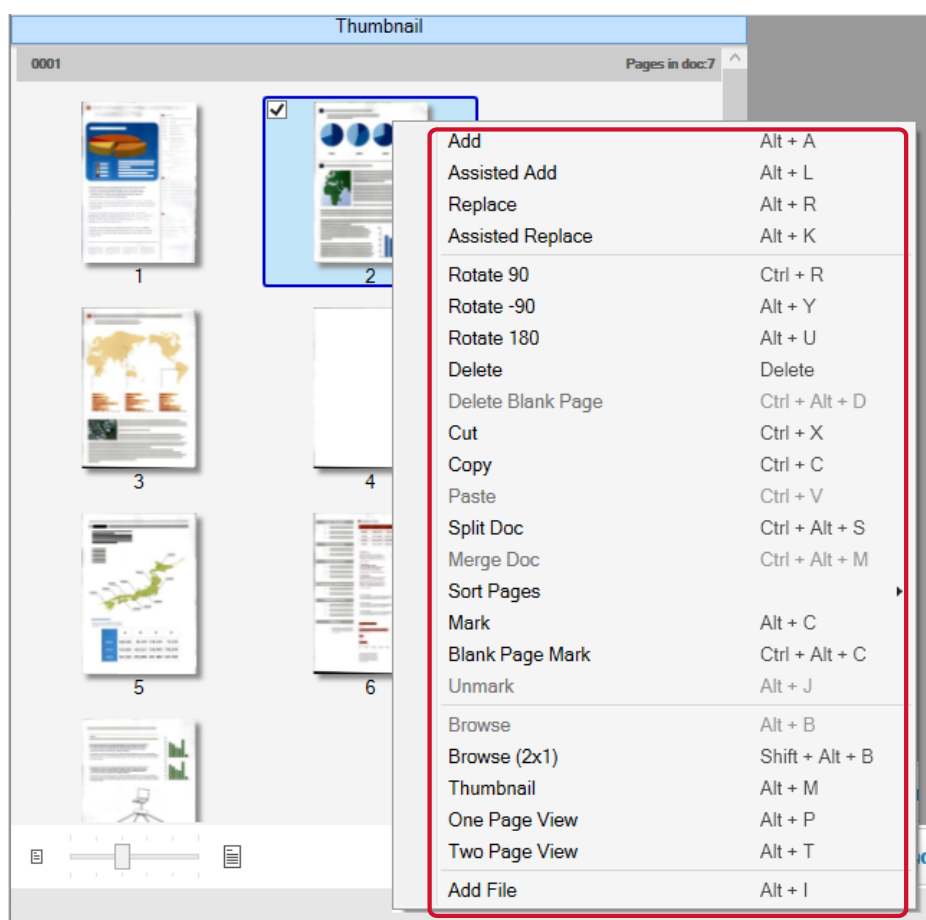 Thumbnail
0001 Pages in doc:7
1
2
3
4
5
6
Add Alt + A
Assisted Add Alt + L
Replace Alt + R
Assisted Replace Alt + K
Rotate 90 Ctrl + R
Rotate -90 Alt + Y
Rotate 180 Alt + U
Delete Delete
Delete Blank Page Ctrl + Alt + D
Cut Ctrl + X
Copy Ctrl + C
Paste Ctrl + V
Split Doc Ctrl + Alt + S
Merge Doc Ctrl + Alt + M
Sort Pages
Mark Alt + C
Blank Page Mark Ctrl + Alt + C
Unmark Alt + J
Browse Alt + B
Browse (2x1) Shift + Alt + B
Thumbnail Alt + M
One Page View Alt + P
Two Page View Alt + T
Add File Alt + I